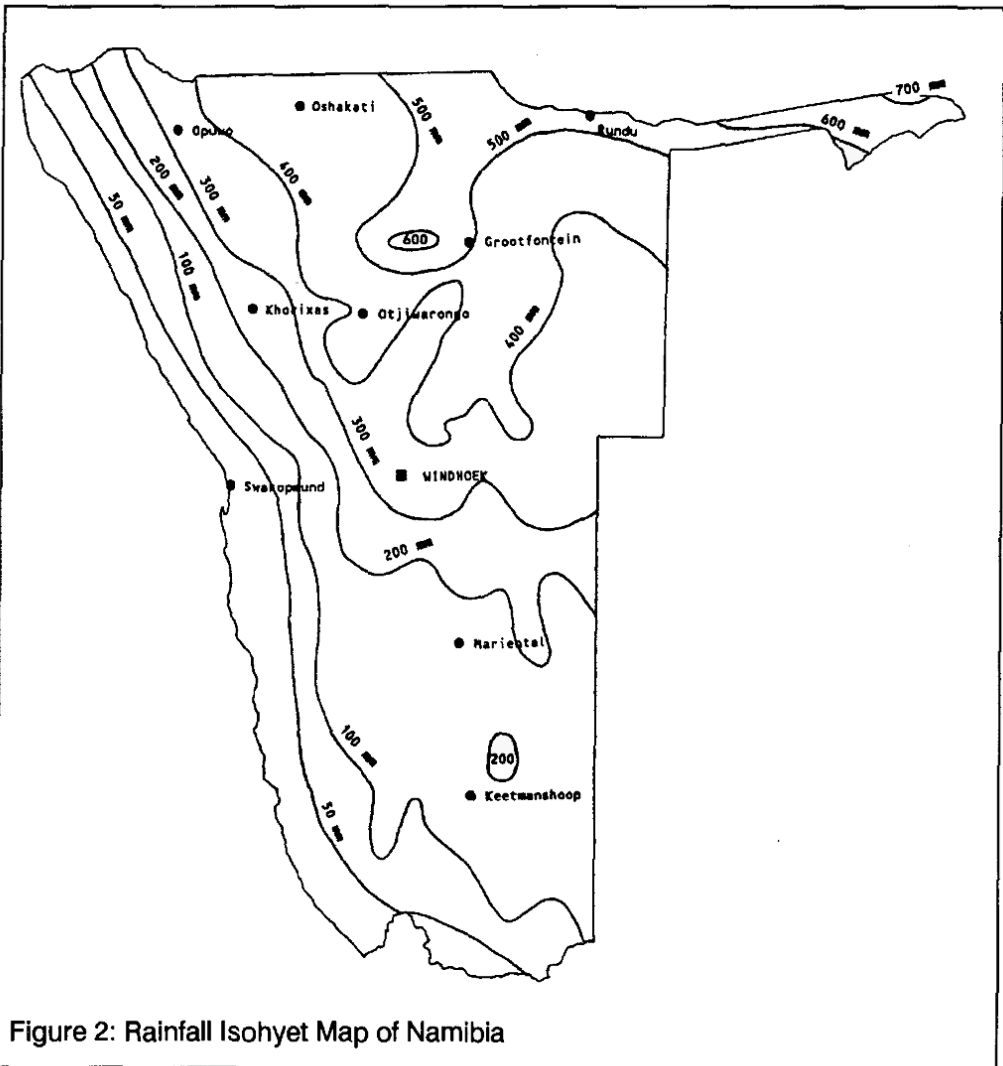 700 mm
500 mm
Oshakati
Rundu
600 mm
Opuwo
500 mm
200 mm
400 mm
300 mm
50 mm
600
Grootfontein
100 mm
Khorixas
Otjiwarongo
400 mm
300 mm
WINDHOEK
Swakopmund
200 mm
Mariental
100 mm
200
Keetmanshoop
50 mm
Figure 2: Rainfall Isohyet Map of Namibia